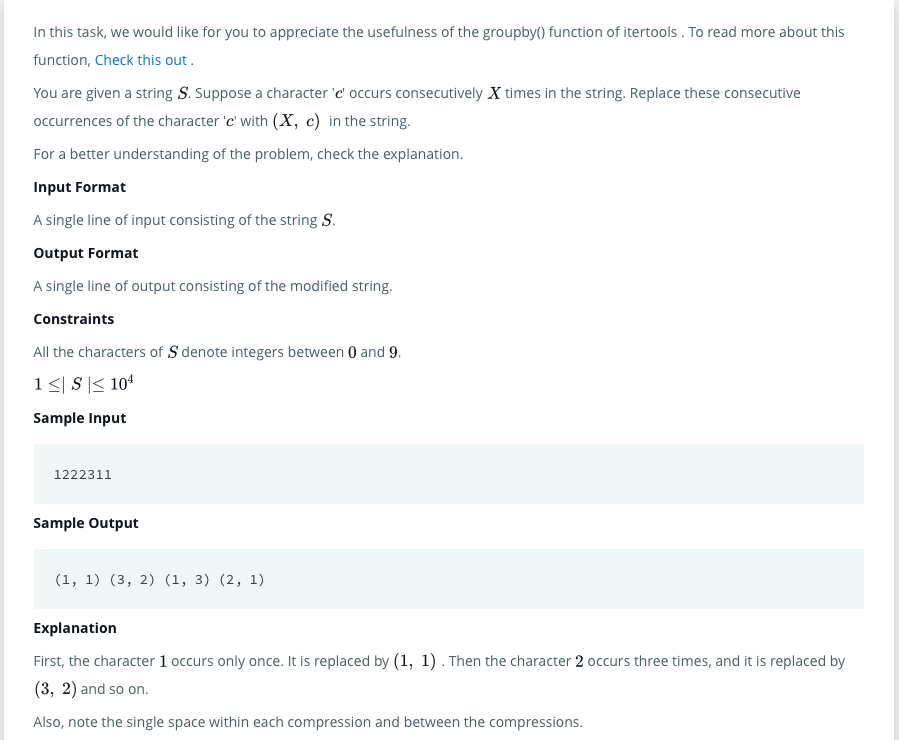 In this task, we would like for you to appreciate the usefulness of the groupby() function of itertools . To read more about this
function, Check this out .
You are given a string S. Suppose a character 'c' occurs consecutively X times in the string. Replace these consecutive
occurrences of the character 'c' with (X, c) in the string.
For a better understanding of the problem, check the explanation.
Input Format
A single line of input consisting of the string S.
Output Format
A single line of output consisting of the modified string.
Constraints
All the characters of S denote integers between 0 and 9.
1 ≤| S |≤ 10⁴
Sample Input
1222311
Sample Output
(1, 1) (3, 2) (1, 3) (2, 1)
Explanation
First, the character 1 occurs only once. It is replaced by (1, 1) . Then the character 2 occurs three times, and it is replaced by
(3, 2) and so on.
Also, note the single space within each compression and between the compressions.